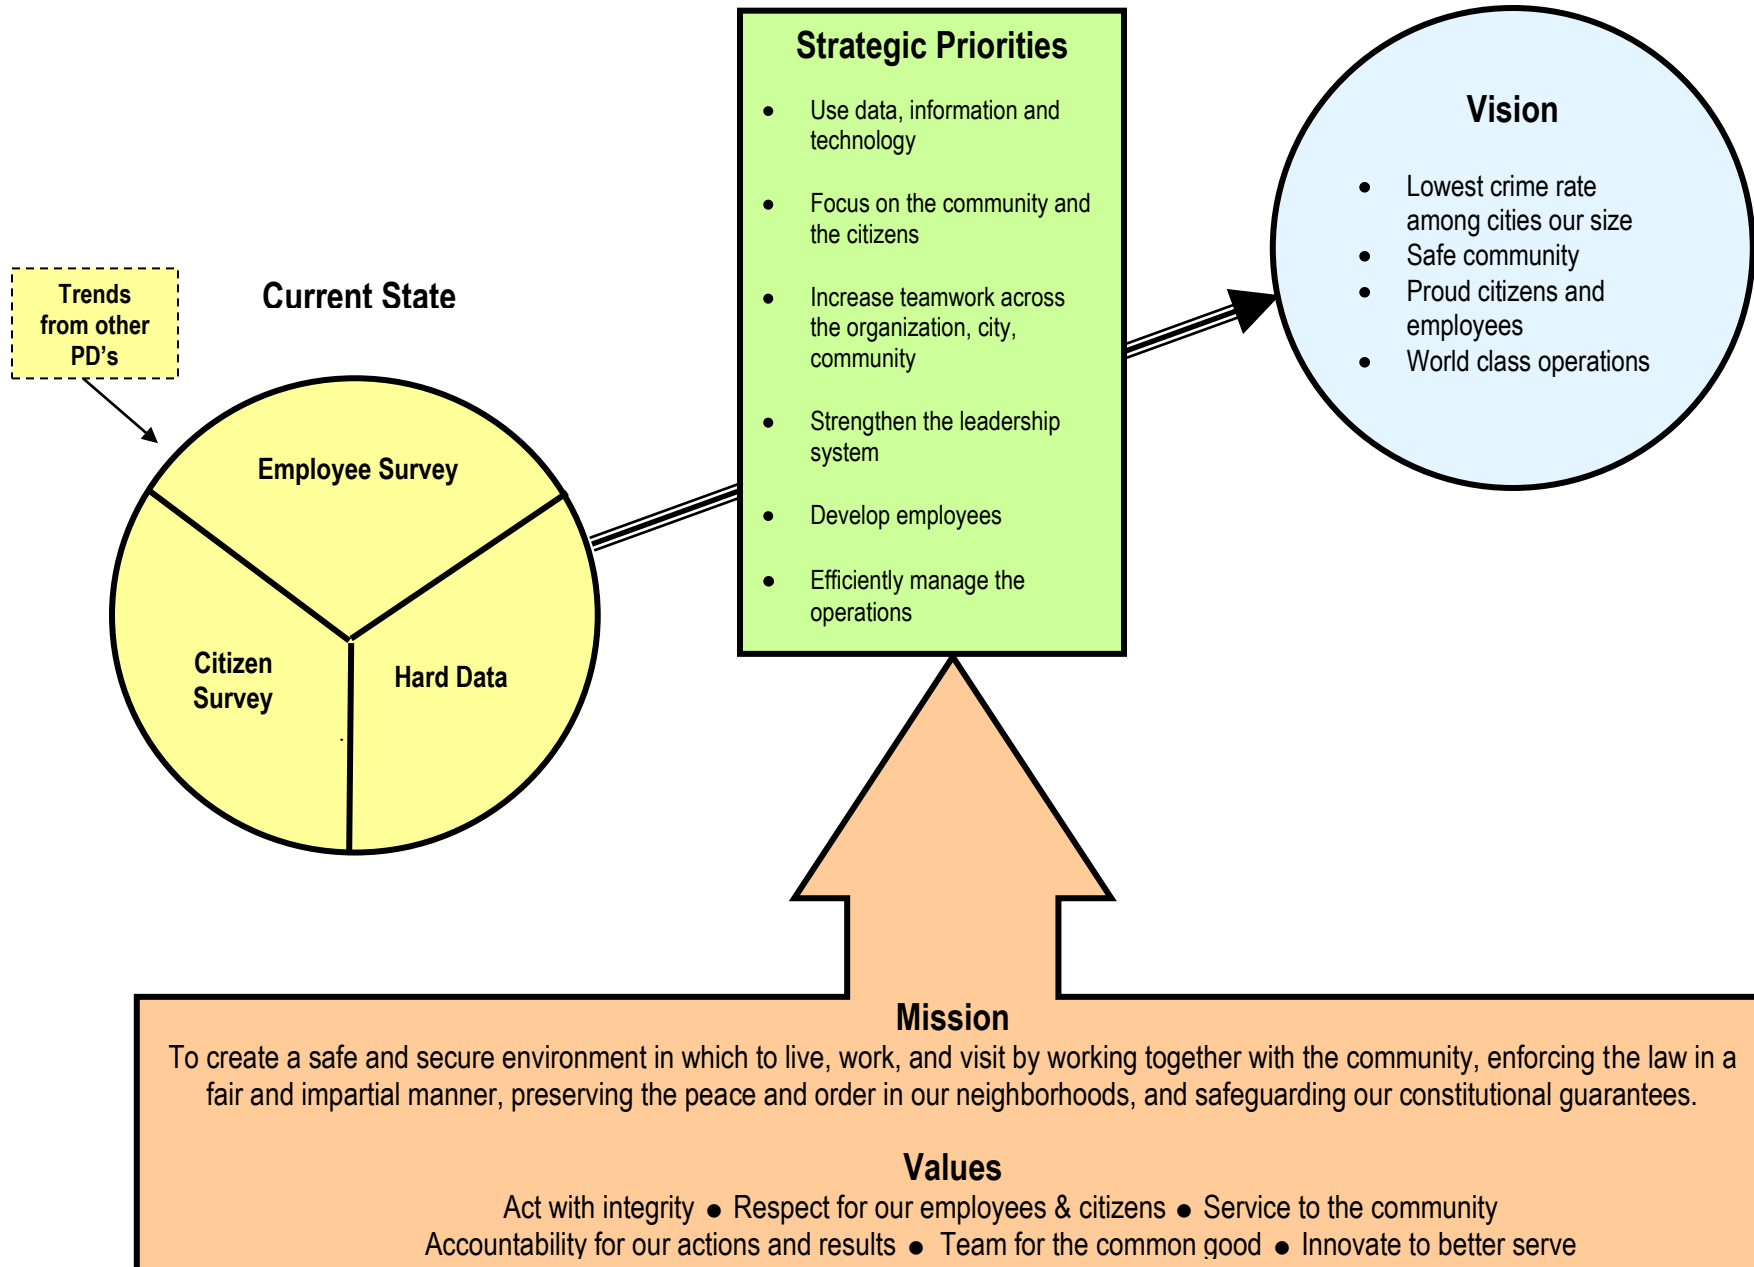 Trends
from other
PD's
Current State
Employee Survey
Citizen
Survey
Hard Data
Strategic Priorities
● Use data, information and
technology
● Focus on the community and
the citizens
● Increase teamwork across
the organization, city,
community
● Strengthen the leadership
system
● Develop employees
● Efficiently manage the
operations
Vision
● Lowest crime rate
among cities our size
● Safe community
● Proud citizens and
employees
● World class operations
Mission
To create a safe and secure environment in which to live, work, and visit by working together with the community, enforcing the law in a
fair and impartial manner, preserving the peace and order in our neighborhoods, and safeguarding our constitutional guarantees.
Values
Act with integrity ● Respect for our employees & citizens ● Service to the community
Accountability for our actions and results ● Team for the common good ● Innovate to better serve